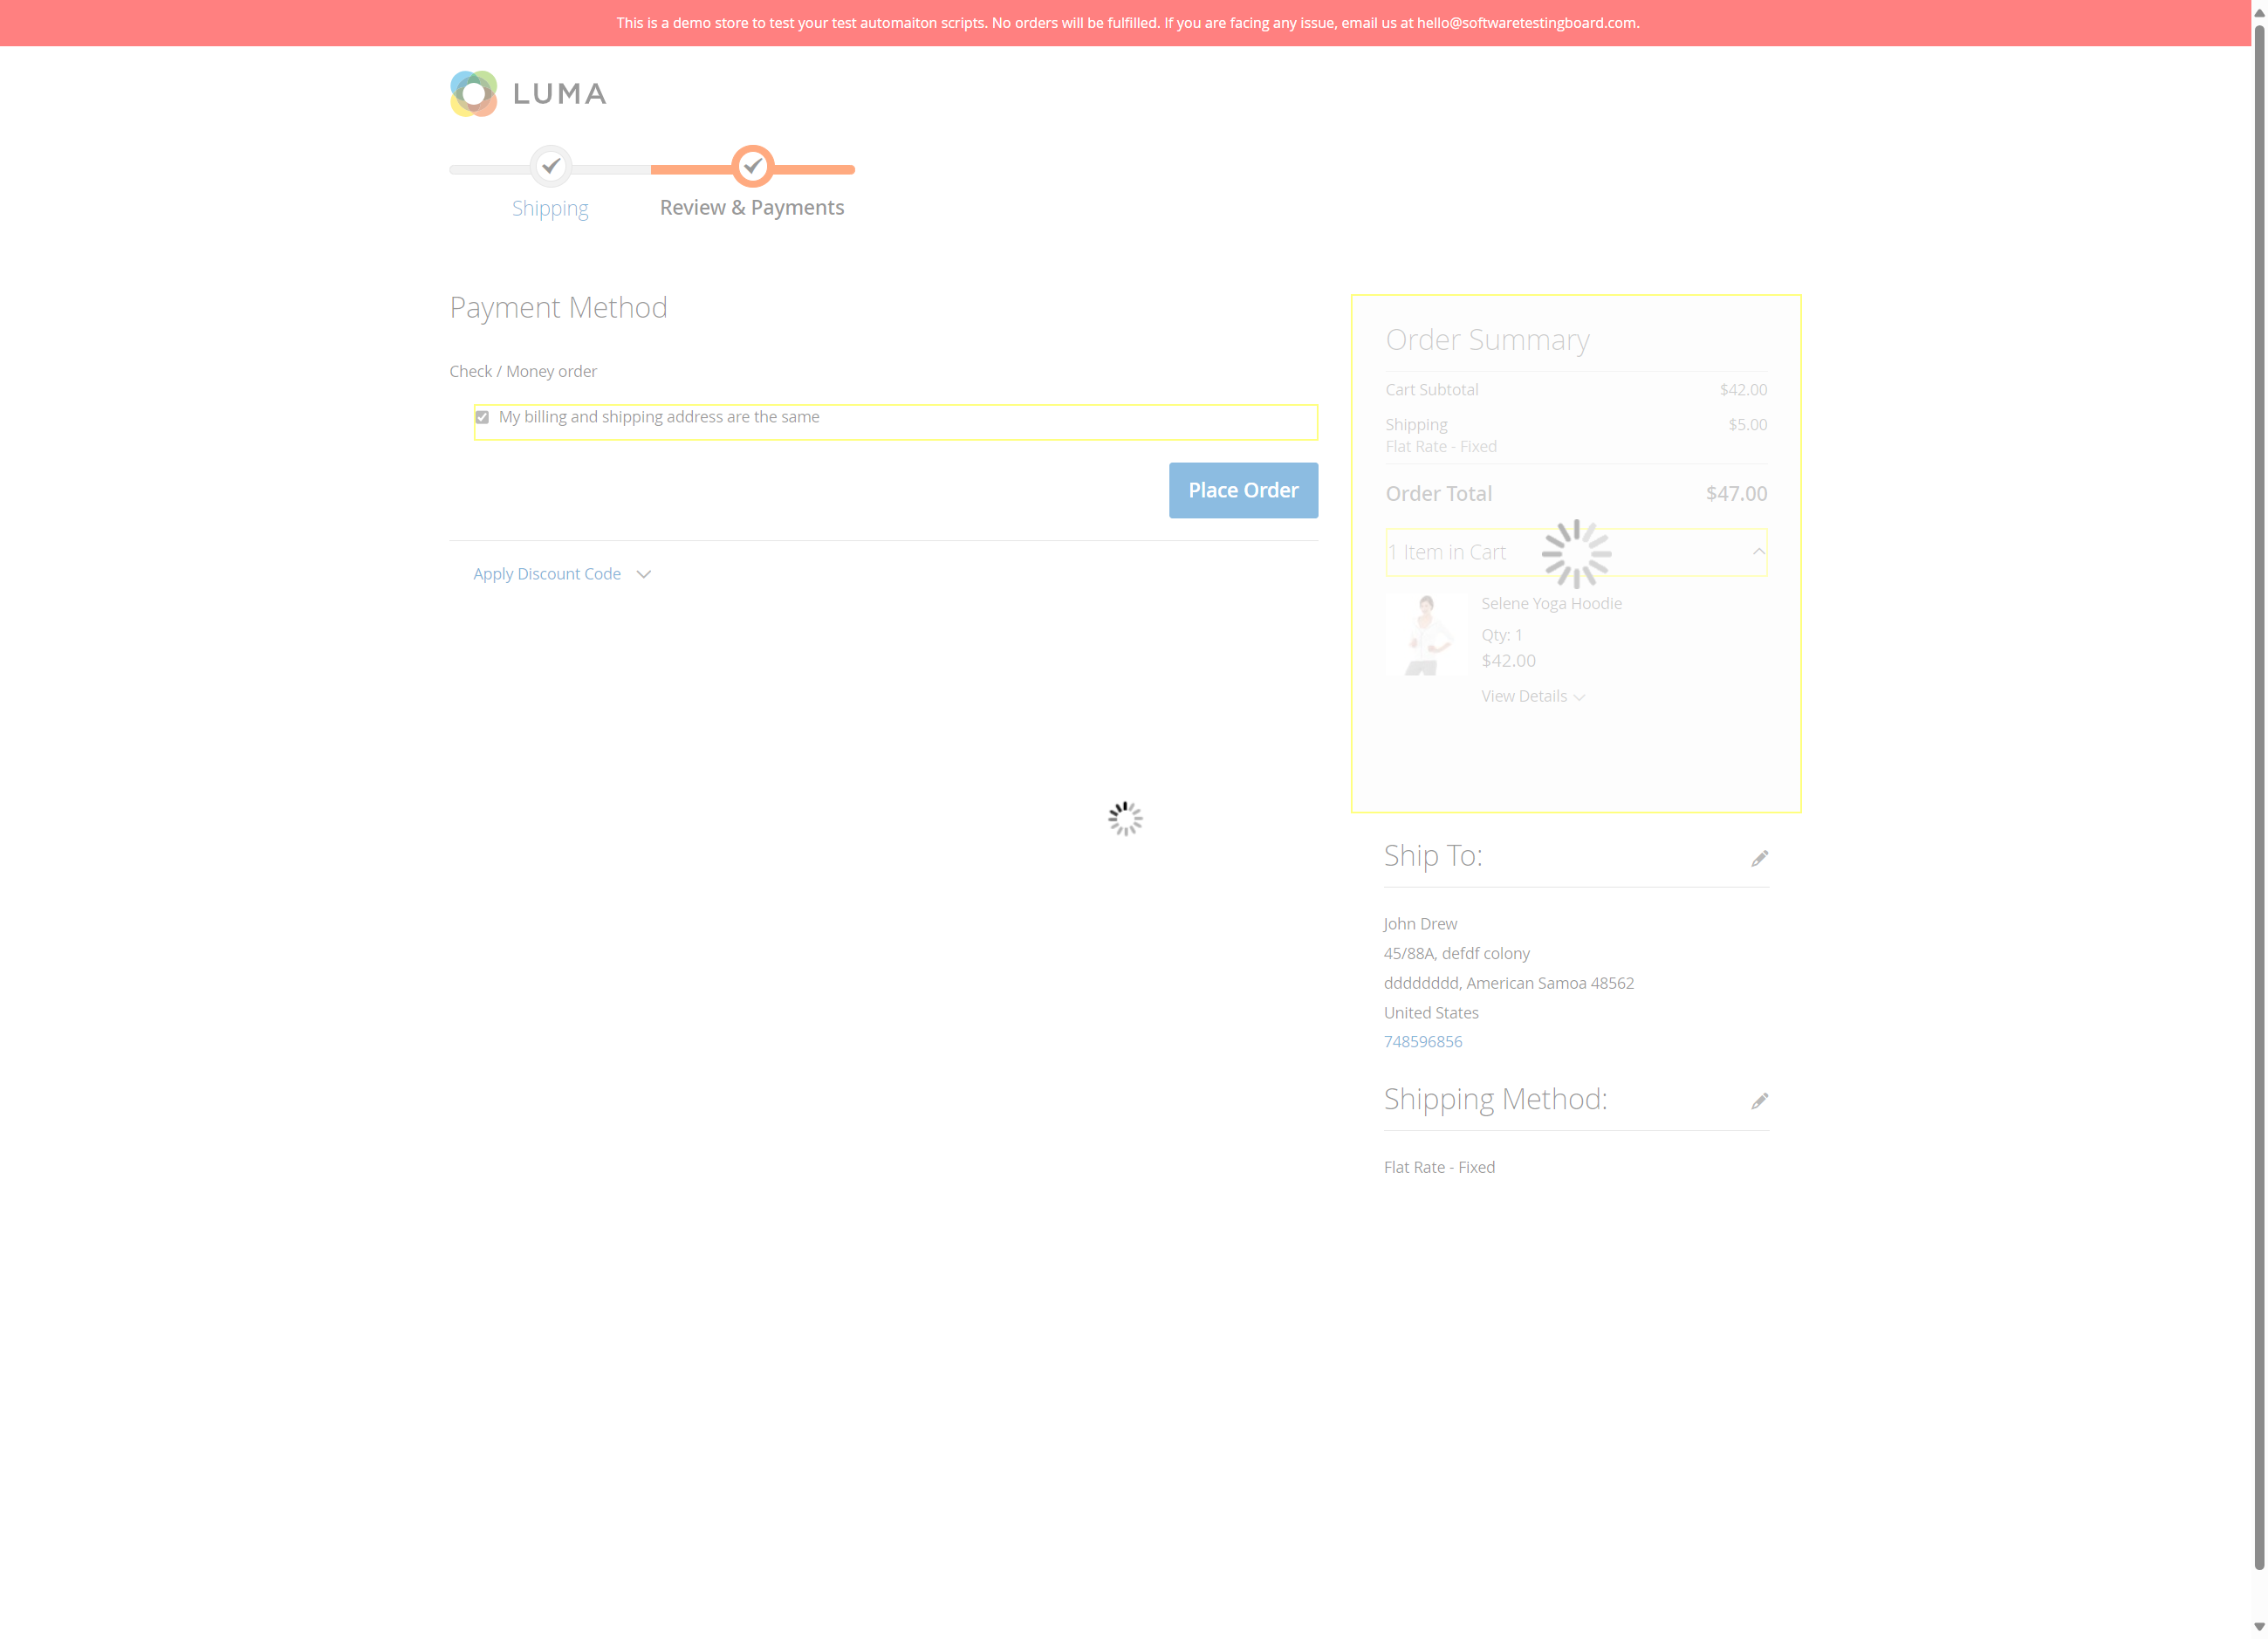 This is a demo store to test your test automaiton scripts. No orders will be fulfilled. If you are facing any issue, email us at hello@softwaretestingboard.com.
LUMA
Shipping
Review & Payments
Payment Method
Check / Money order
My billing and shipping address are the same
Place Order
Apply Discount Code
Order Summary
Cart Subtotal $42.00
Shipping $5.00
Flat Rate - Fixed
Order Total $47.00
1 Item in Cart
Selene Yoga Hoodie
Qty: 1
$42.00
View Details
Ship To:
John Drew
45/88A, defdf colony
dddddddd, American Samoa 48562
United States
748596856
Shipping Method:
Flat Rate - Fixed